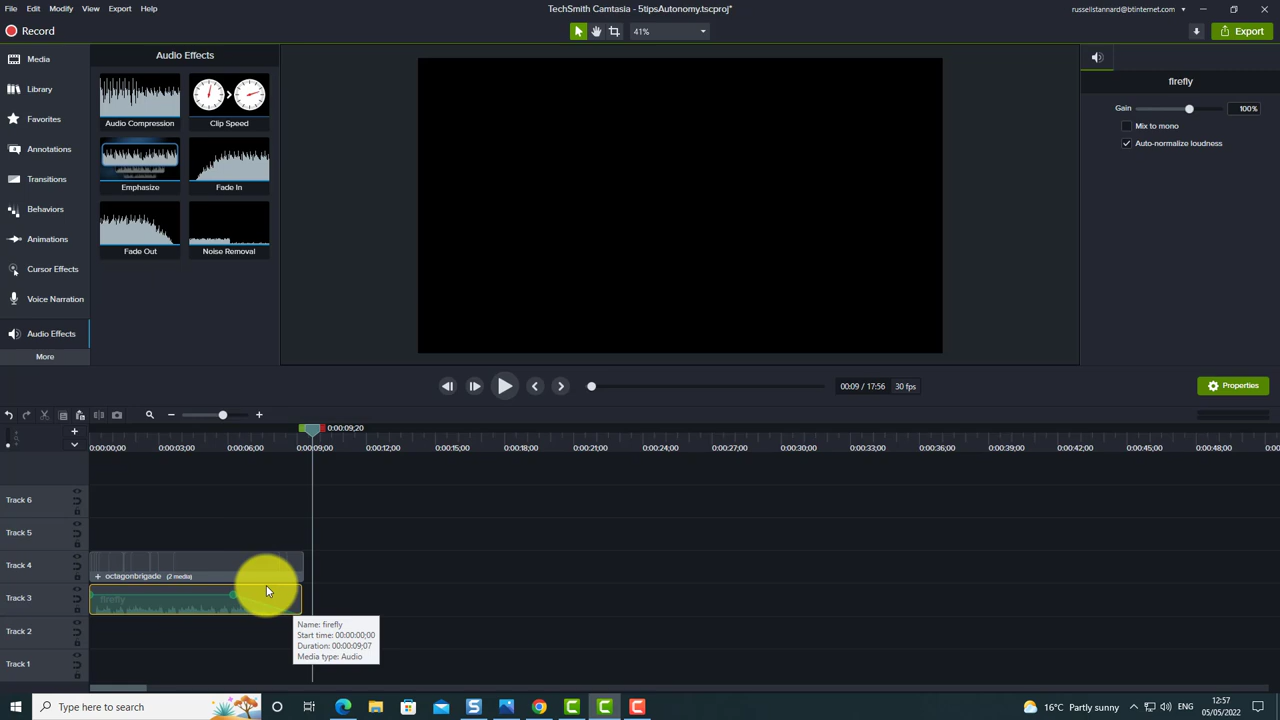 File Edit Modify View Export Help
TechSmith Camtasia - 5tipsAutonomy.tscproj*
russellstannard@btinternet.com
Record
41%
Export
Media
Library
Favorites
Annotations
Transitions
Behaviors
Animations
Cursor Effects
Voice Narration
Audio Effects
More
Audio Effects
Audio Compression
Clip Speed
Emphasize
Fade In
Fade Out
Noise Removal
firefly
Gain 100%
Mix to mono
Auto-normalize loudness
00:09 / 17:56 30 fps
Properties
0:00:09;20
0:00:00;00 0:00:03;00 0:00:06;00 0:00:09;00 0:00:12;00 0:00:15;00 0:00:18;00 0:00:21;00 0:00:24;00 0:00:27;00 0:00:30;00 0:00:33;00 0:00:36;00 0:00:39;00 0:00:42;00 0:00:45;00 0:00:48;00
Track 6
Track 5
Track 4
+ octagonbrigade (2 media)
Track 3
firefly
Track 2
Track 1
Name: firefly
Start time: 00:00:00;00
Duration: 00:00:09;07
Media type: Audio
Type here to search
16°C Partly sunny
ENG
12:57
05/05/2022